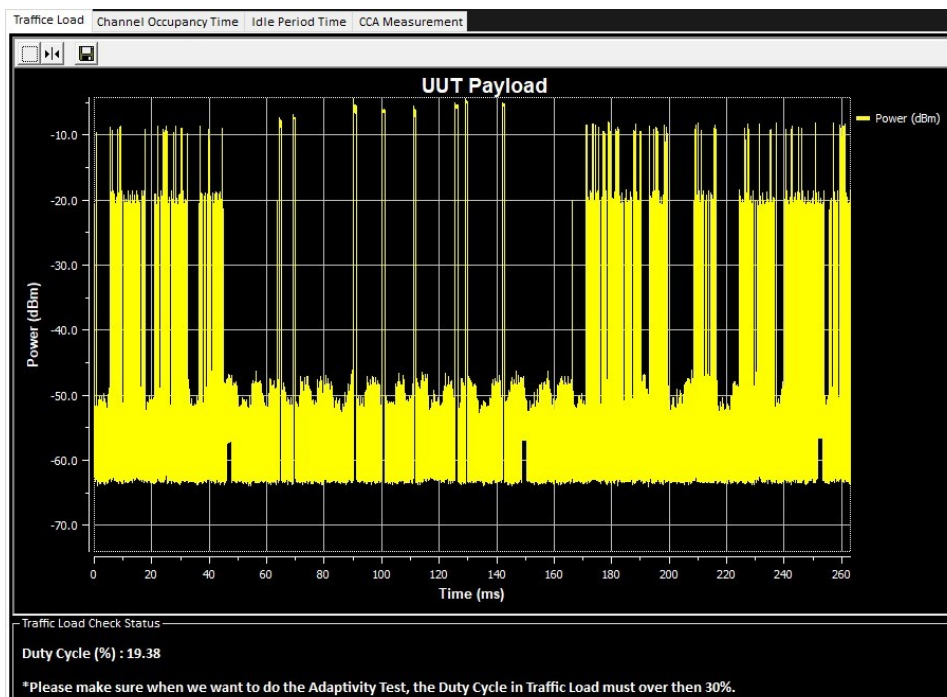 Traffice Load Channel Occupancy Time Idle Period Time CCA Measurement
UUT Payload
Power (dBm)
-10.0
-20.0
-30.0
-40.0
-50.0
-60.0
-70.0
Power (dBm)
0 20 40 60 80 100 120 140 160 180 200 220 240 260
Time (ms)
Traffic Load Check Status
Duty Cycle (%) : 19.38
*Please make sure when we want to do the Adaptivity Test, the Duty Cycle in Traffic Load must over then 30%.